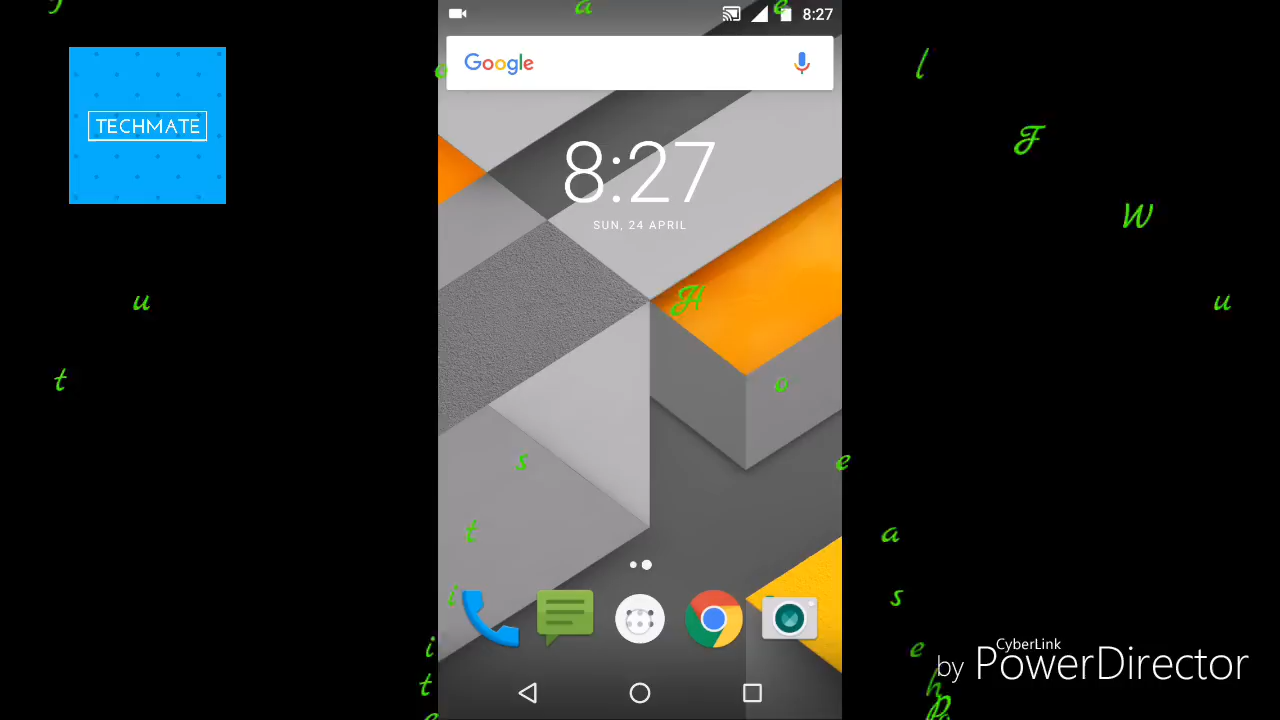 8:27
Google
TECHMATE
8:27
SUN, 24 APRIL
a
e
o
l
F
W
u
H
u
t
o
s
e
t
a
i
s
i
e
t
h
CyberLink
by PowerDirector